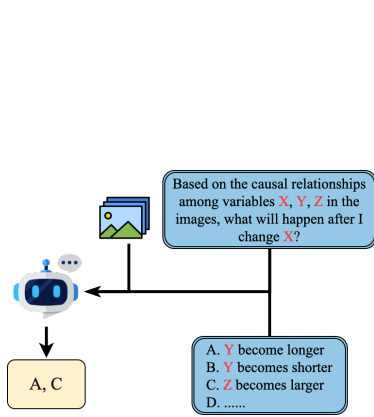 Based on the causal relationships
among variables X, Y, Z in the
images, what will happen after I
change X?
A. Y become longer
B. Y becomes shorter
C. Z becomes larger
D. ......
A, C